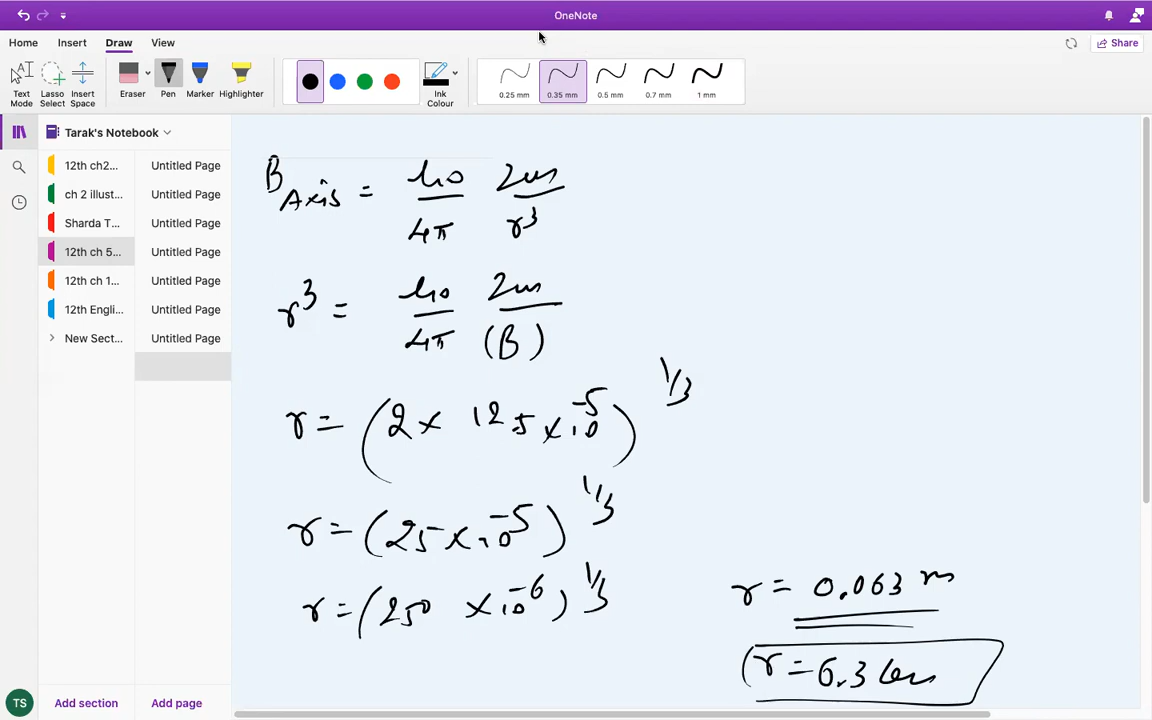 OneNote
Home Insert Draw View
Share
Text Mode
Lasso Select
Insert Space
Eraser
Pen
Marker
Highlighter
Ink Colour
0.25 mm
0.35 mm
0.5 mm
0.7 mm
1 mm
Tarak's Notebook
12th ch2... Untitled Page
ch 2 illust... Untitled Page
Sharda T... Untitled Page
12th ch 5... Untitled Page
12th ch 1... Untitled Page
12th Engli... Untitled Page
New Sect... Untitled Page
B Axis = μ0/4π 2m/r³
r³ = μ0/4π 2m/(B)
r = (2 × 12.5 × 10⁻⁵)^1/3
r = (25 × 10⁻⁵)^1/3
r = (250 × 10⁻⁶)^1/3
r = 0.063 m
r = 6.3 cm
TS
Add section
Add page